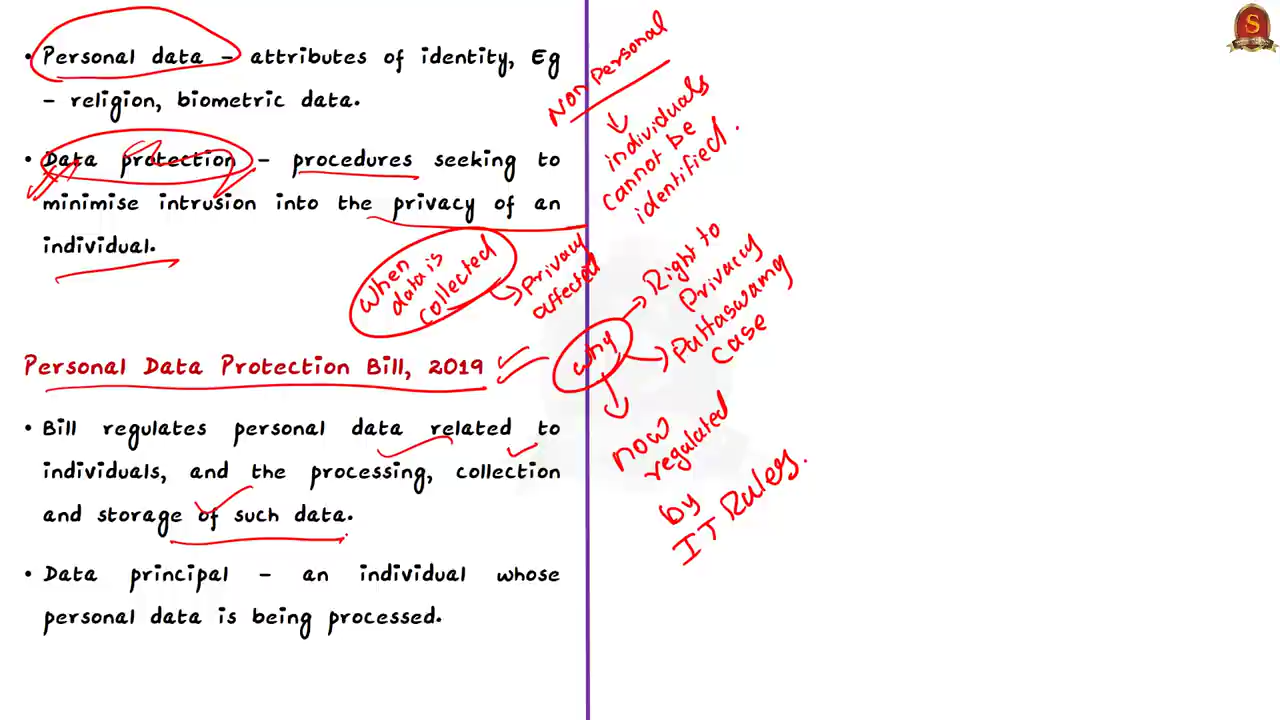 • Personal data – attributes of identity, Eg
– religion, biometric data.
• Data protection – procedures seeking to
minimise intrusion into the privacy of an
individual.
When
data is
collected
Privacy
affected
Personal Data Protection Bill, 2019
• Bill regulates personal data related to
individuals, and the processing, collection
and storage of such data.
• Data principal – an individual whose
personal data is being processed.
Non Personal
individuals
cannot be
identified.
why
Right to
Privacy
Puttaswamy
case
now
regulated
by
IT Rules.
S